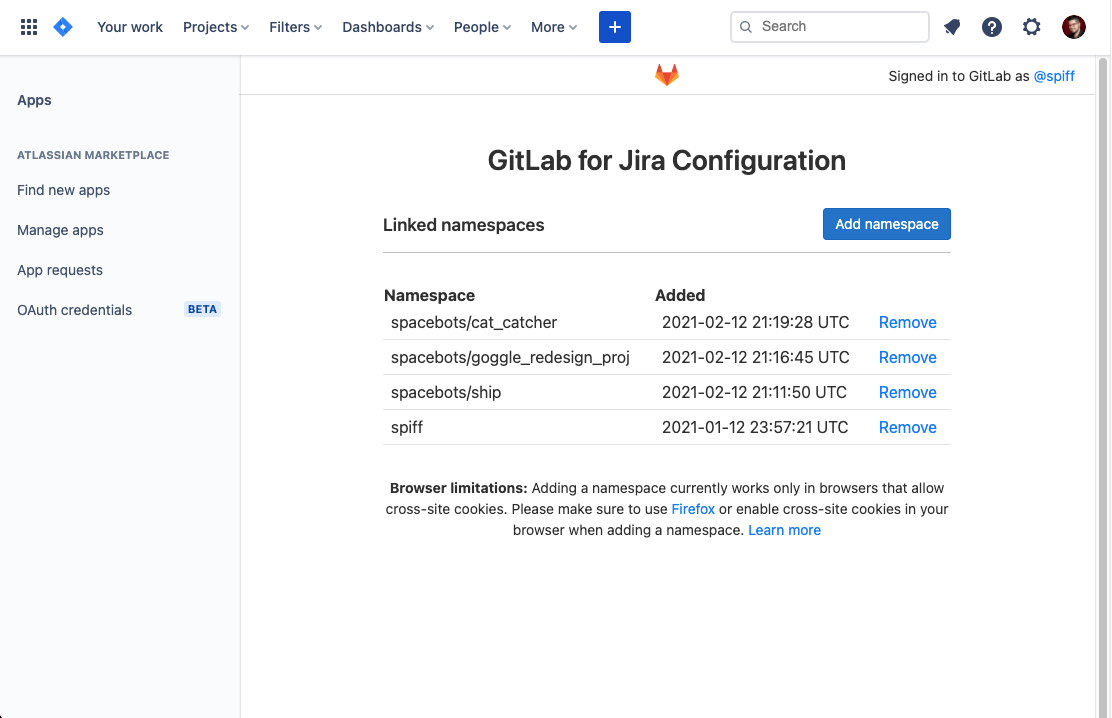 Your work Projects Filters Dashboards People More + Search ?
Signed in to GitLab as @spiff
Apps
ATLASSIAN MARKETPLACE
Find new apps
Manage apps
App requests
OAuth credentials BETA
GitLab for Jira Configuration
Linked namespaces Add namespace
Namespace Added
spacebots/cat_catcher 2021-02-12 21:19:28 UTC Remove
spacebots/goggle_redesign_proj 2021-02-12 21:16:45 UTC Remove
spacebots/ship 2021-02-12 21:11:50 UTC Remove
spiff 2021-01-12 23:57:21 UTC Remove
Browser limitations: Adding a namespace currently works only in browsers that allow
cross-site cookies. Please make sure to use Firefox or enable cross-site cookies in your
browser when adding a namespace. Learn more